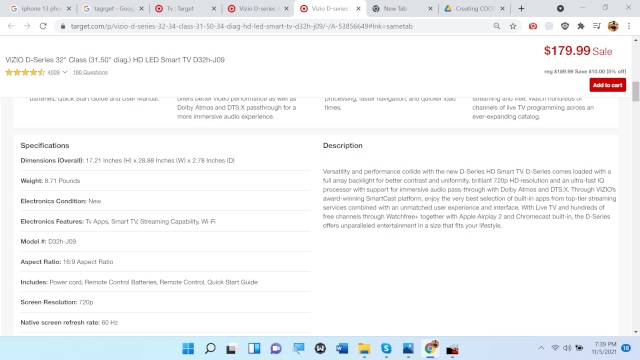 iphone 13 pho
tagrget - Goog
Tv : Target
VIZIO D-Series
VIZIO D-series
New Tab
Creating CDCC
target.com/p/vizio-d-series-32-34-class-31-50-34-diag-hd-led-smart-tv-d32h-j09/-/A-53856649#lnk=sametab
$179.99 Sale
VIZIO D-Series 32" Class (31.50" diag.) HD LED Smart TV D32h-J09
186 Questions
reg $189.99 Save $10.00 (5% off)
Add to cart
Batteries, Quick Start Guide and User Manual.
offers better video performance as well as
Dolby Atmos and DTS:X passthrough for a
more immersive audio experience.
processing, faster navigation, and quicker load
times.
streaming and free. Watch hundreds or
channels of live TV programming across an
ever-expanding catalog.
Specifications
Description
Dimensions (Overall): 17.21 Inches (H) x 28.88 Inches (W) x 2.78 Inches (D)
Weight: 8.71 Pounds
Electronics Condition: New
Electronics Features: Tv Apps, Smart TV, Streaming Capability, Wi-Fi
Model #: D32h-J09
Aspect Ratio: 16:9 Aspect Ratio
Includes: Power cord, Remote Control Batteries, Remote Control, Quick Start Guide
Screen Resolution: 720p
Native screen refresh rate: 60 Hz
Versatility and performance collide with the new D-Series HD Smart TV. D-Series comes loaded with a
full array backlight for better contrast and uniformity, brilliant 720p HD resolution and an ultra-fast IQ
processor with support for immersive audio pass-through with Dolby Atmos and DTS:X. Through VIZIO's
award-winning SmartCast platform, enjoy the very best selection of built-in apps from top-tier streaming
services combined with an unmatched user experience and interface. With Live TV and hundreds of
free channels through Watchfree+ together with Apple Airplay 2 and Chromecast built-in, the D-Series
offers unparalleled entertainment in a size that fits your lifestyle.
7:39 PM
11/5/2021